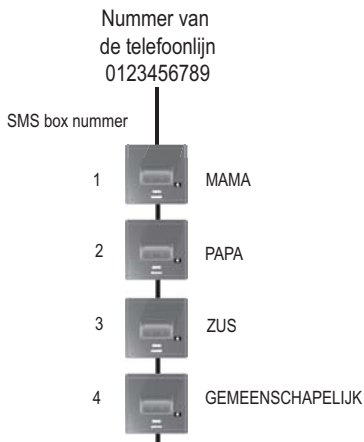 Nummer van
de telefoonlijn
0123456789
SMS box nummer
1 MAMA
2 PAPA
3 ZUS
4 GEMEENSCHAPELIJK